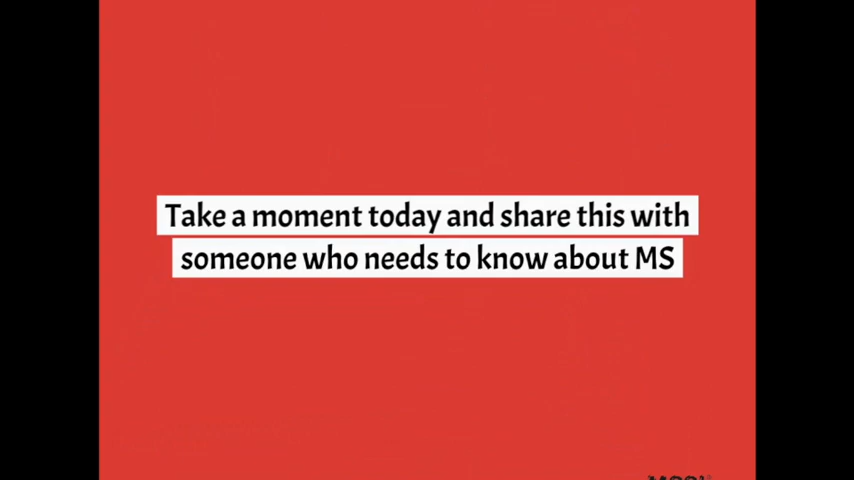 Take a moment today and share this with
someone who needs to know about MS